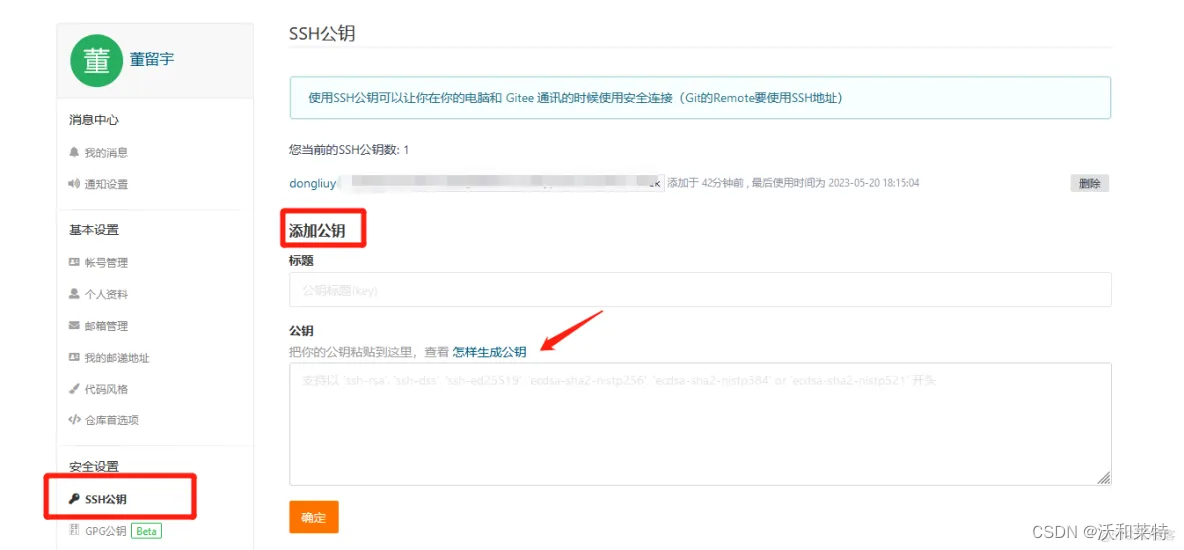 董
董留宇
消息中心
我的消息
通知设置
基本设置
帐号管理
个人资料
邮箱管理
我的邮递地址
代码风格
仓库首选项
安全设置
SSH公钥
GPG公钥 Beta
SSH公钥
使用SSH公钥可以让你在你的电脑和 Gitee 通讯的时候使用安全连接（Git的Remote要使用SSH地址）
您当前的SSH公钥数: 1
dongliuy 添加于 42分钟前 , 最后使用时间为 2023-05-20 18:15:04 删除
添加公钥
标题
公钥标题(key)
公钥
把你的公钥粘贴到这里，查看 怎样生成公钥
支持以 'ssh-rsa', 'ssh-dss', 'ssh-ed25519', 'ecdsa-sha2-nistp256', 'ecdsa-sha2-nistp384' or 'ecdsa-sha2-nistp521' 开头
确定
CSDN @沃和莱特